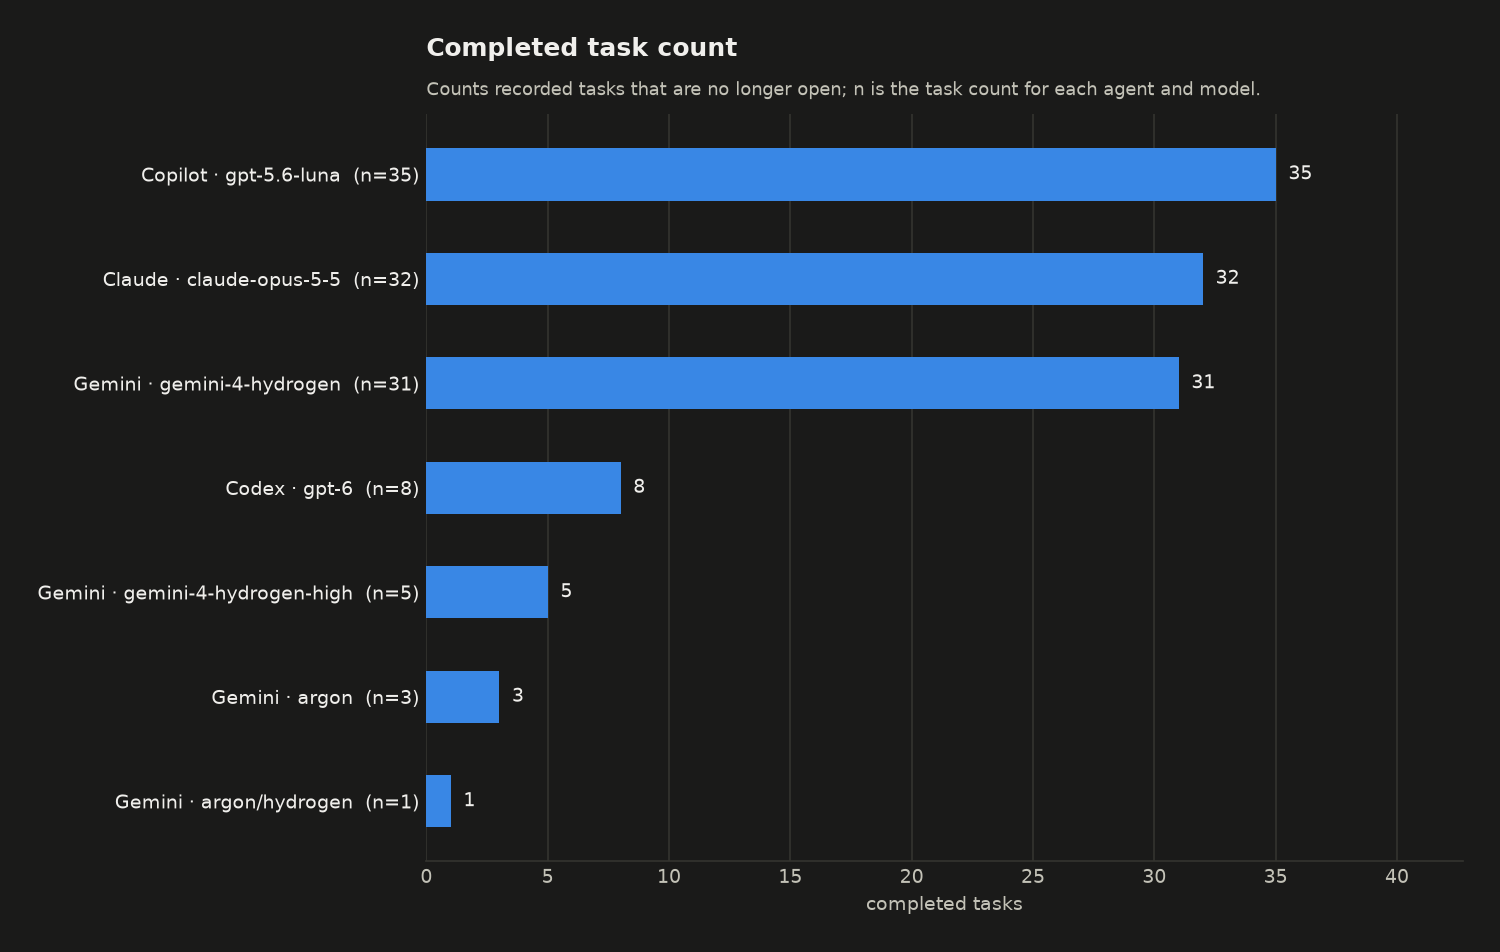 Completed task count
Counts recorded tasks that are no longer open; n is the task count for each agent and model.
Copilot · gpt-5.6-luna (n=35) 35
Claude · claude-opus-5-5 (n=32) 32
Gemini · gemini-4-hydrogen (n=31) 31
Codex · gpt-6 (n=8) 8
Gemini · gemini-4-hydrogen-high (n=5) 5
Gemini · argon (n=3) 3
Gemini · argon/hydrogen (n=1) 1
0 5 10 15 20 25 30 35 40
completed tasks